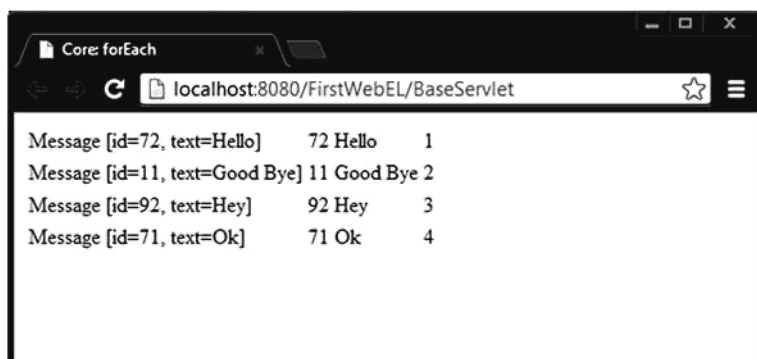 Core: forEach
localhost:8080/FirstWebEL/BaseServlet
Message [id=72, text=Hello] 72 Hello 1
Message [id=11, text=Good Bye] 11 Good Bye 2
Message [id=92, text=Hey] 92 Hey 3
Message [id=71, text=Ok] 71 Ok 4